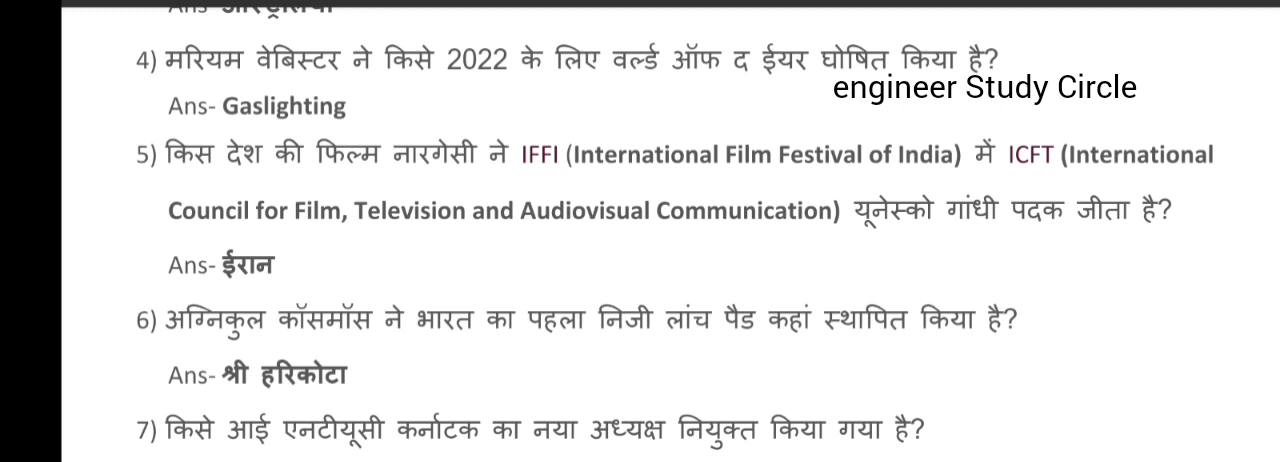 4) मरियम वेबिस्टर ने किसे 2022 के लिए वर्ल्ड ऑफ द ईयर घोषित किया है?
engineer Study Circle
Ans- Gaslighting
5) किस देश की फिल्म नारगेसी ने IFFI (International Film Festival of India) में ICFT (International
Council for Film, Television and Audiovisual Communication) यूनेस्को गांधी पदक जीता है?
Ans- ईरान
6) अग्निकुल कॉसमॉस ने भारत का पहला निजी लांच पैड कहां स्थापित किया है?
Ans- श्री हरिकोटा
7) किसे आई एनटीयूसी कर्नाटक का नया अध्यक्ष नियुक्त किया गया है?